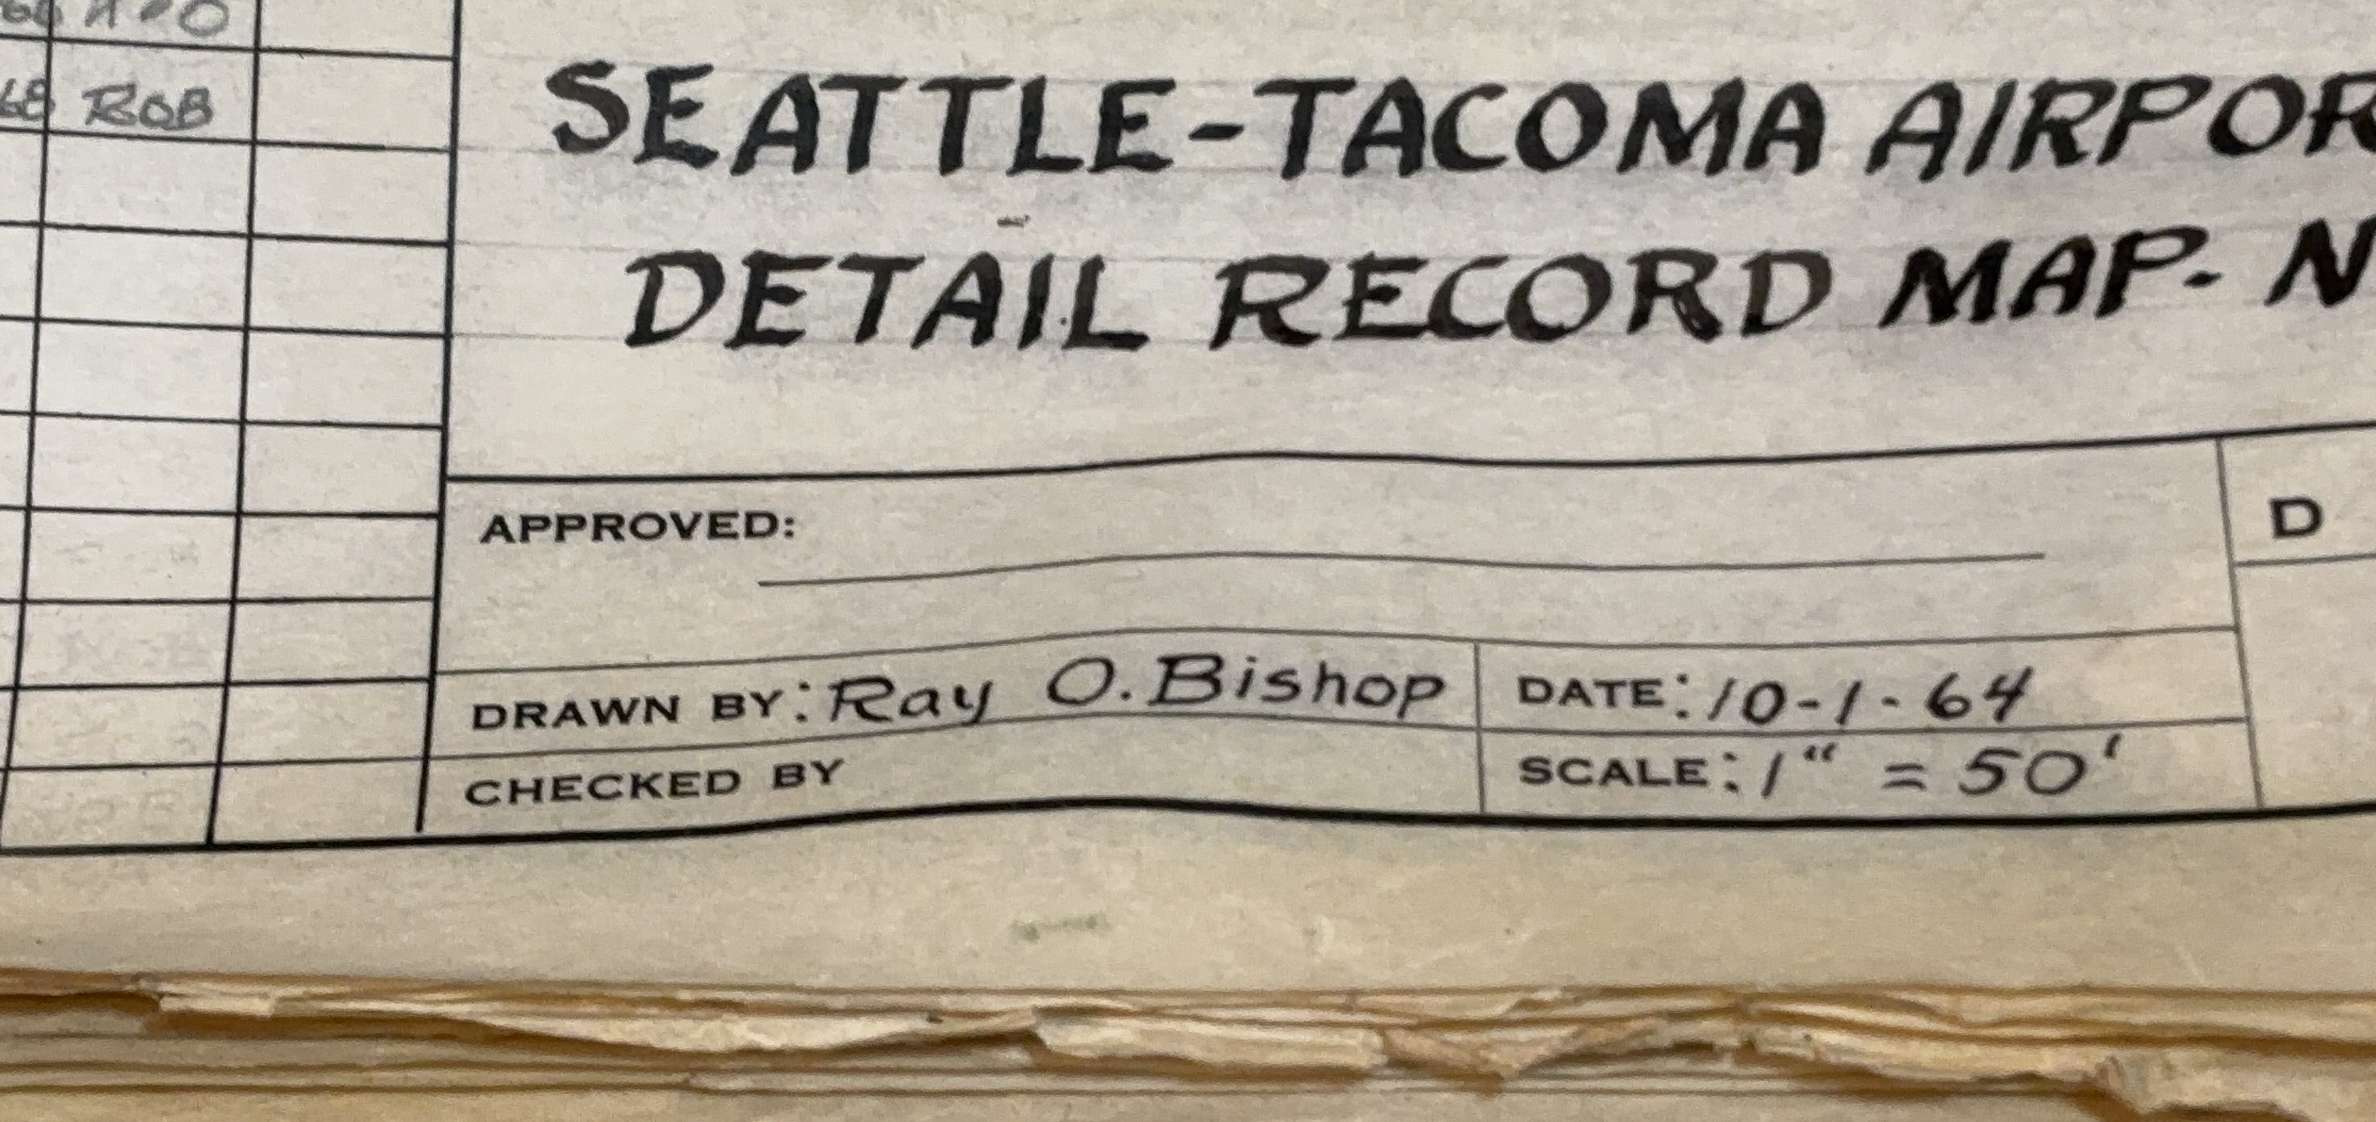 68 ROB
SEATTLE-TACOMA AIRPOR
DETAIL RECORD MAP- N
APPROVED:
D
DRAWN BY: Ray O. Bishop
DATE: 10-1-64
CHECKED BY
SCALE: 1" = 50'